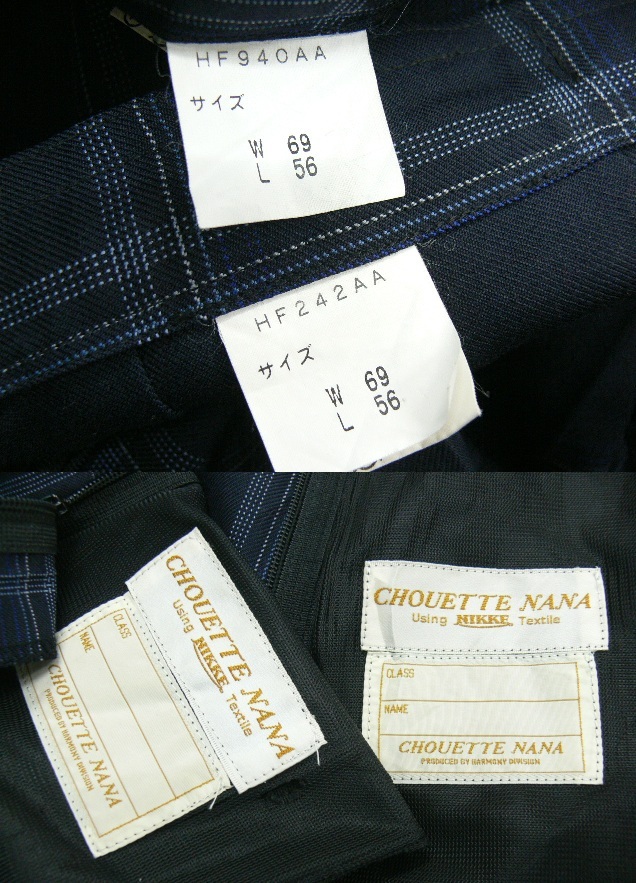 HF940AA
サイズ
W 69
L 56
HF242AA
サイズ
W 69
L 56
CHOUETTE NANA
Using NIKKE Textile
CLASS
NAME
CHOUETTE NANA
PRODUCED BY HARMONY DIVISION
CHOUETTE NANA
Using NIKKE Textile
CLASS
NAME
CHOUETTE NANA
PRODUCED BY HARMONY DIVISION